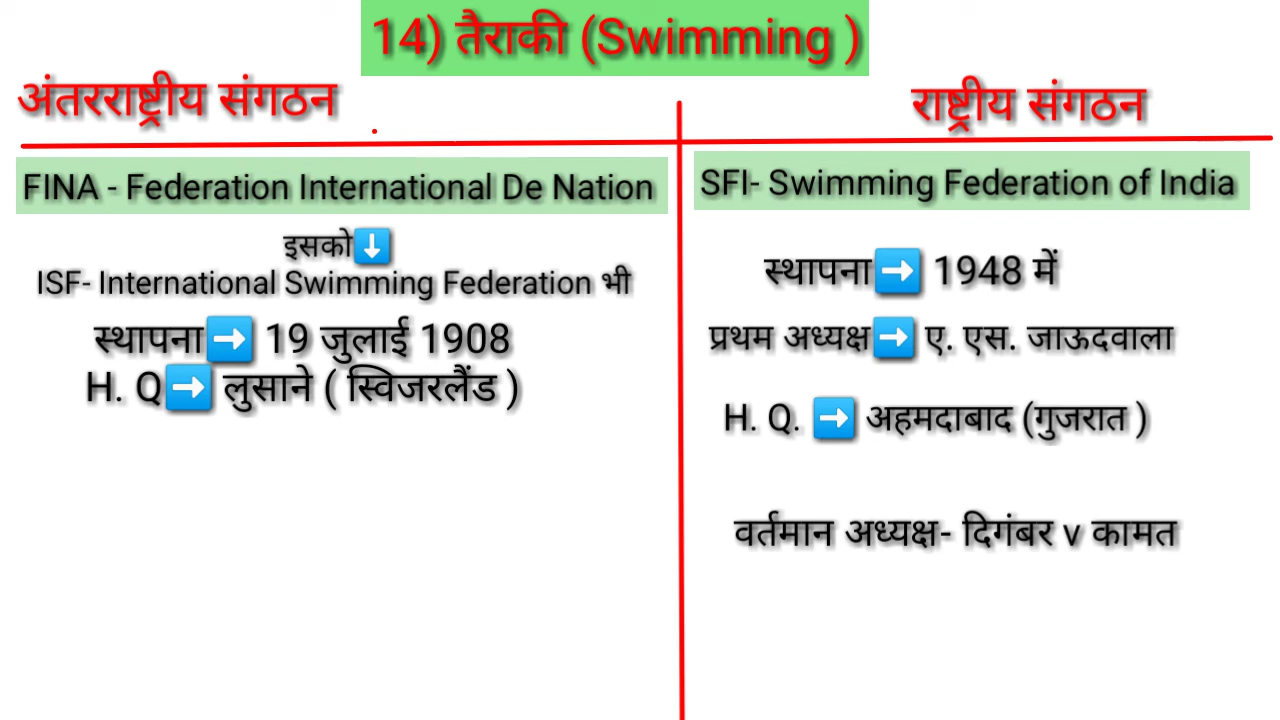 14) तैराकी (Swimming )
अंतरराष्ट्रीय संगठन
FINA - Federation International De Nation
इसको⬇️
ISF- International Swimming Federation भी
स्थापना➡️ 19 जुलाई 1908
H. Q➡️ लुसाने ( स्विजरलैंड )
राष्ट्रीय संगठन
SFI- Swimming Federation of India
स्थापना➡️ 1948 में
प्रथम अध्यक्ष➡️ ए. एस. जाऊदवाला
H. Q. ➡️ अहमदाबाद (गुजरात )
वर्तमान अध्यक्ष- दिगंबर v कामत